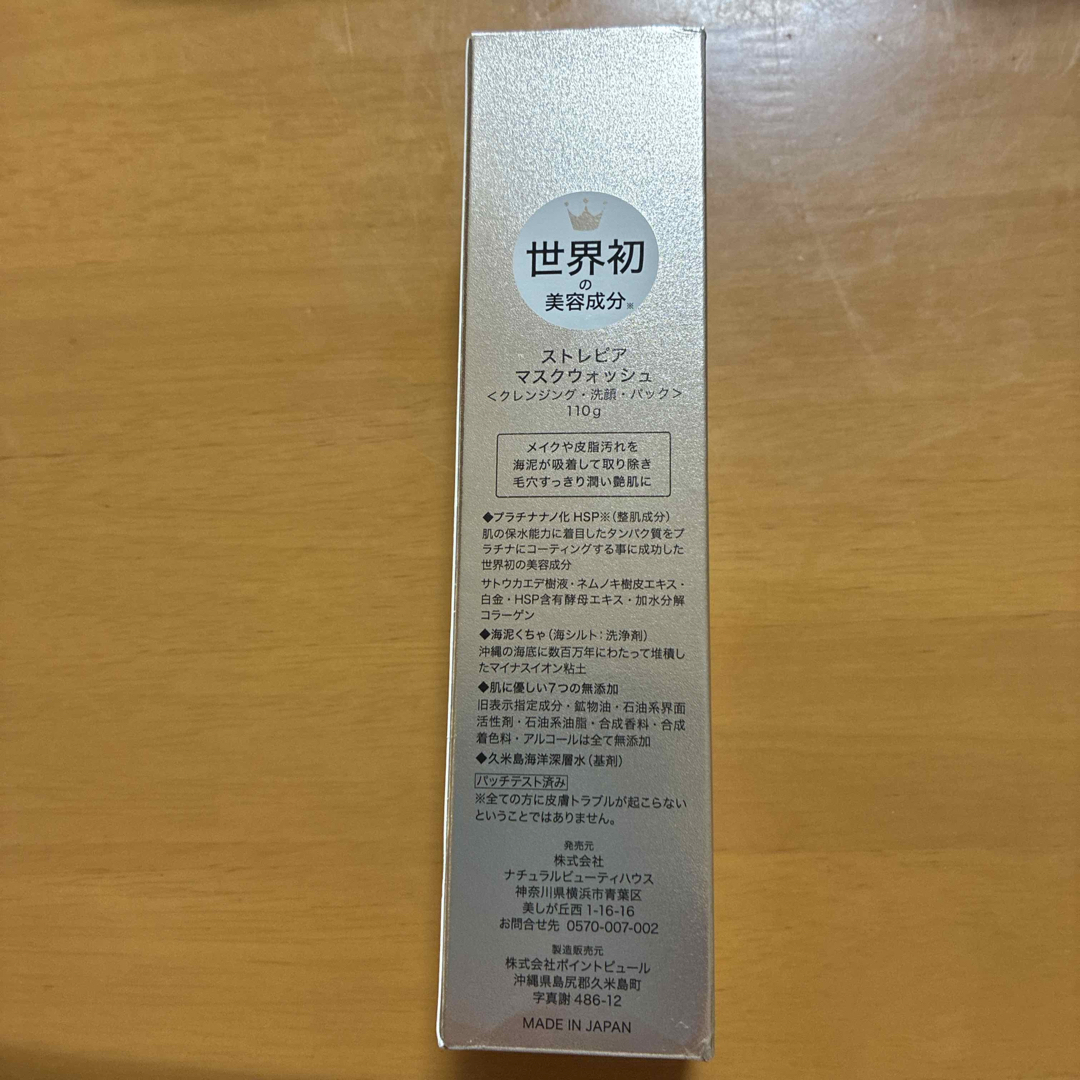 世界初
の
美容成分※
ストレピア
マスクウォッシュ
＜クレンジング・洗顔・パック＞
110g
メイクや皮脂汚れを
海泥が吸着して取り除き
毛穴すっきり潤い艶肌に
◆プラチナナノ化 HSP※（整肌成分）
肌の保水能力に着目したタンパク質をプ
ラチナにコーティングする事に成功した
世界初の美容成分
サトウカエデ樹液・ネムノキ樹皮エキス・
白金・HSP含有酵母エキス・加水分解
コラーゲン
◆海泥くちゃ（海シルト：洗浄剤）
沖縄の海底に数百万年にわたって堆積し
たマイナスイオン粘土
◆肌に優しい7つの無添加
旧表示指定成分・鉱物油・石油系界面
活性剤・石油系油脂・合成香料・合成
着色料・アルコールは全て無添加
◆久米島海洋深層水（基剤）
パッチテスト済み
※全ての方に皮膚トラブルが起こらない
ということではありません。
発売元
株式会社
ナチュラルビューティハウス
神奈川県横浜市青葉区
美しが丘西 1-16-16
お問合せ先 0570-007-002
製造販売元
株式会社ポイントピュール
沖縄県島尻郡久米島町
字真謝 486-12
MADE IN JAPAN